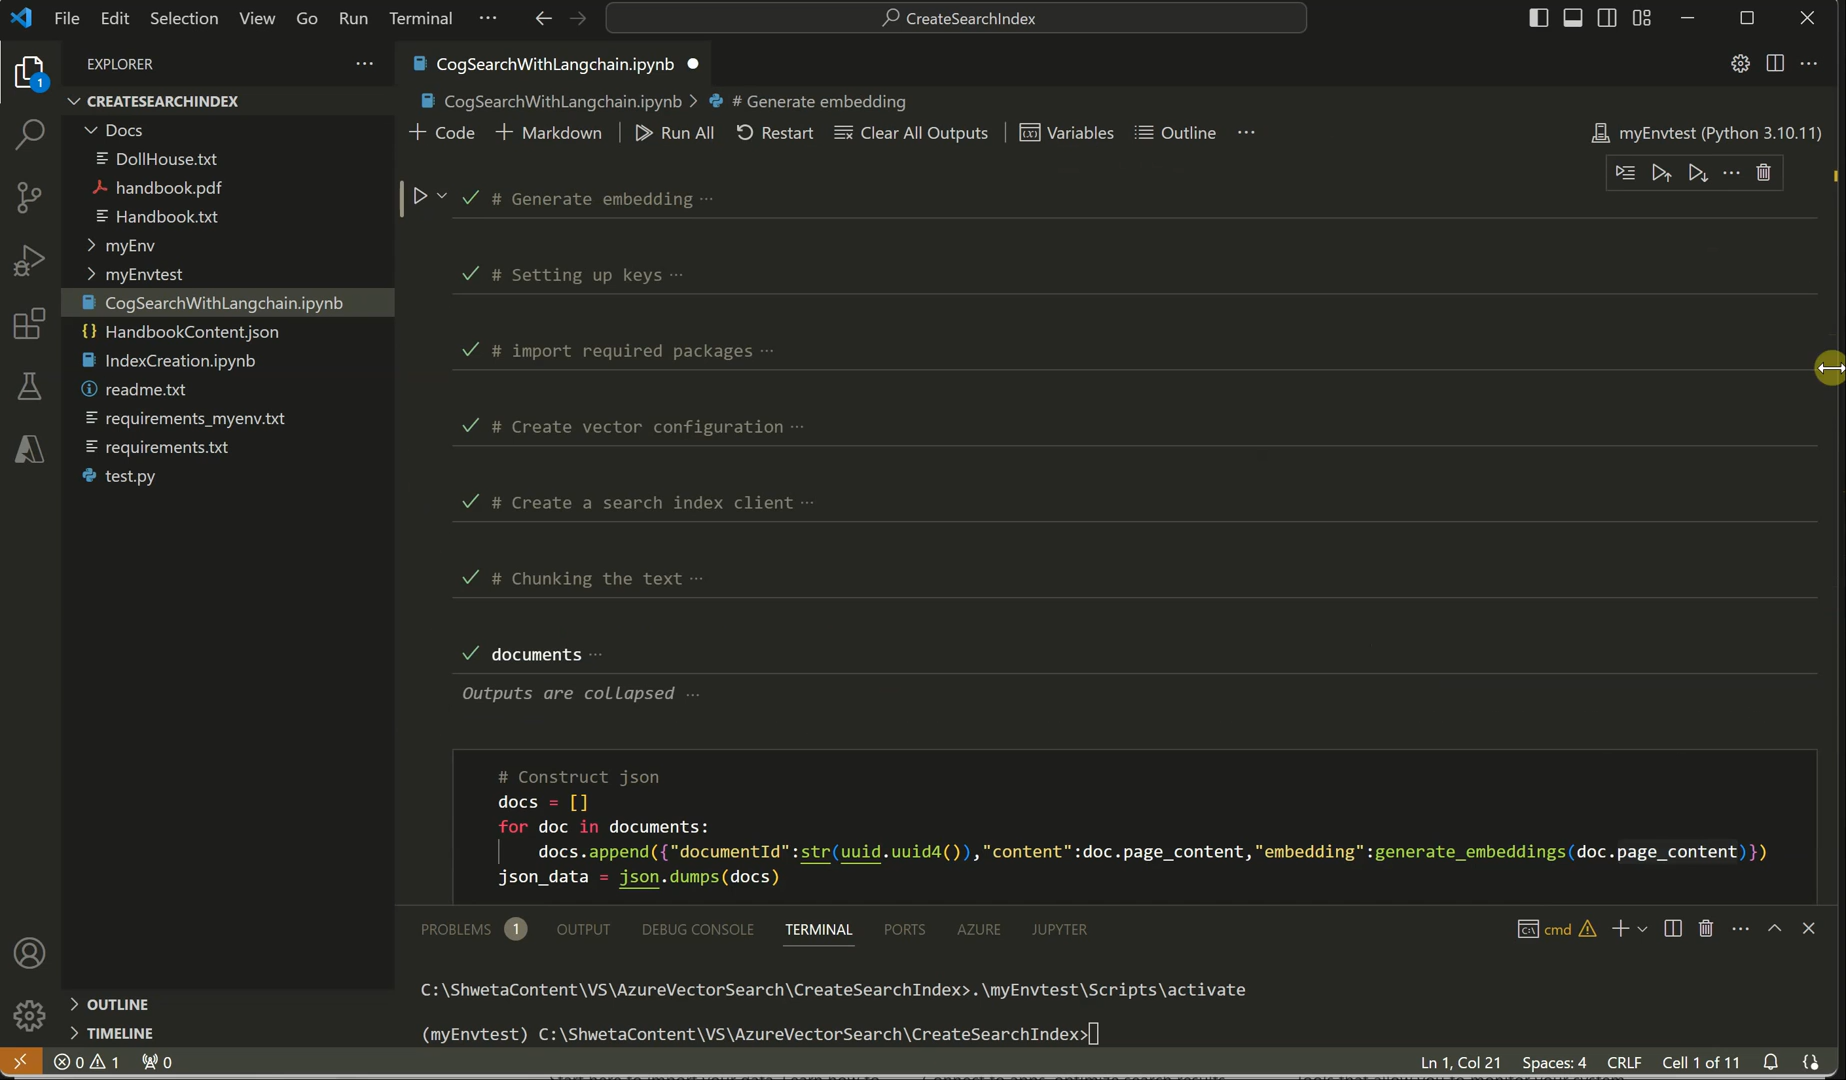 File Edit Selection View Go Run Terminal ···
CreateSearchIndex
EXPLORER ···
CogSearchWithLangchain.ipynb
1
CREATESEARCHINDEX
Docs
DollHouse.txt
handbook.pdf
Handbook.txt
myEnv
myEnvtest
CogSearchWithLangchain.ipynb
HandbookContent.json
IndexCreation.ipynb
readme.txt
requirements_myenv.txt
requirements.txt
test.py
OUTLINE
TIMELINE
CogSearchWithLangchain.ipynb > # Generate embedding
+ Code + Markdown Run All Restart Clear All Outputs Variables Outline ···
myEnvtest (Python 3.10.11)
# Generate embedding ···
# Setting up keys ···
# import required packages ···
# Create vector configuration ···
# Create a search index client ···
# Chunking the text ···
documents ···
Outputs are collapsed ···
# Construct json
docs = []
for doc in documents:
docs.append({"documentId":str(uuid.uuid4()),"content":doc.page_content,"embedding":generate_embeddings(doc.page_content)})
json_data = json.dumps(docs)
PROBLEMS 1 OUTPUT DEBUG CONSOLE TERMINAL PORTS AZURE JUPYTER
cmd
C:\ShwetaContent\VS\AzureVectorSearch\CreateSearchIndex>.\myEnvtest\Scripts\activate
(myEnvtest) C:\ShwetaContent\VS\AzureVectorSearch\CreateSearchIndex>
0 1 0
Ln 1, Col 21 Spaces: 4 CRLF Cell 1 of 11